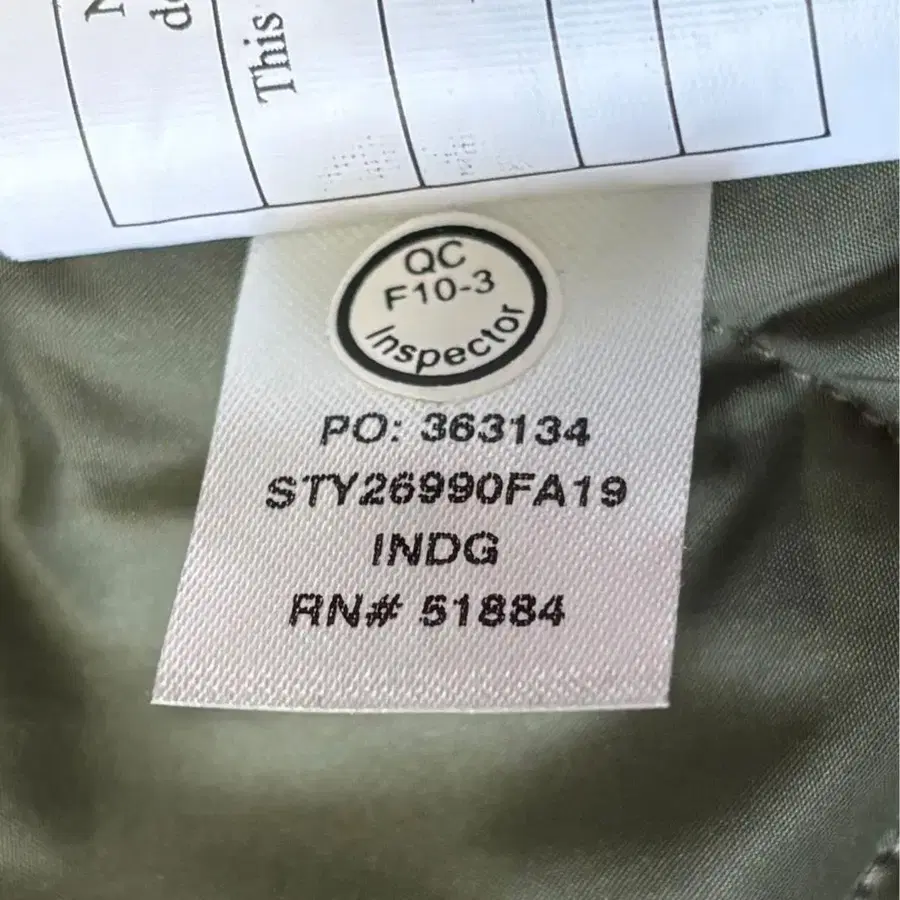 This
QC
F10-3
Inspector
PO: 363134
STY26990FA19
INDG
RN# 51884